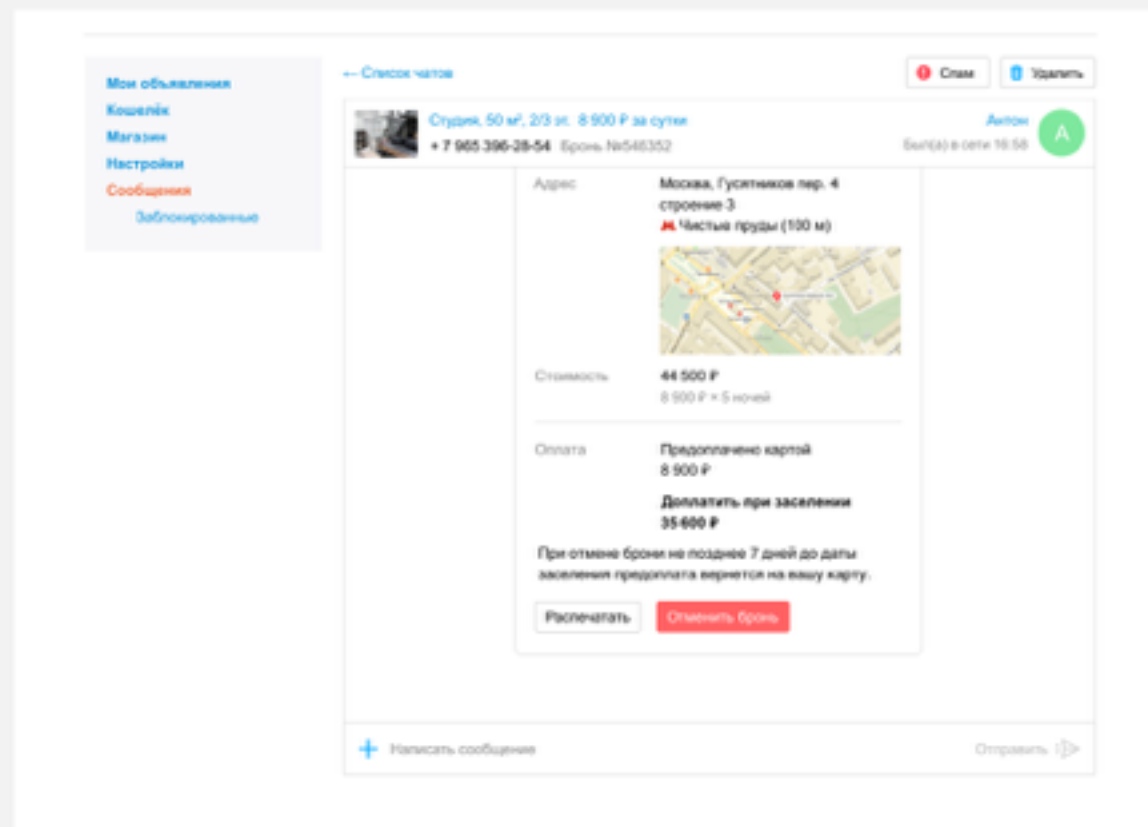 Мои объявления
Кошелёк
Магазин
Настройки
Сообщения
Заблокированные
← Список чатов
Спам
Удалить
Студия, 50 м², 2/3 эт. 8 900 ₽ за сутки
Антон
А
+ 7 965 396-28-54 Бронь №546352
Был(а) в сети 16:58
Адрес
Москва, Гусятников пер. 4
строение 3
Чистые пруды (100 м)
Стоимость
44 500 ₽
8 900 ₽ × 5 ночей
Оплата
Предоплачено картой
8 900 ₽
Доплатить при заселении
35 600 ₽
При отмене брони не позднее 7 дней до даты
заселения предоплата вернется на вашу карту.
Распечатать
Отменить бронь
Написать сообщение
Отправить